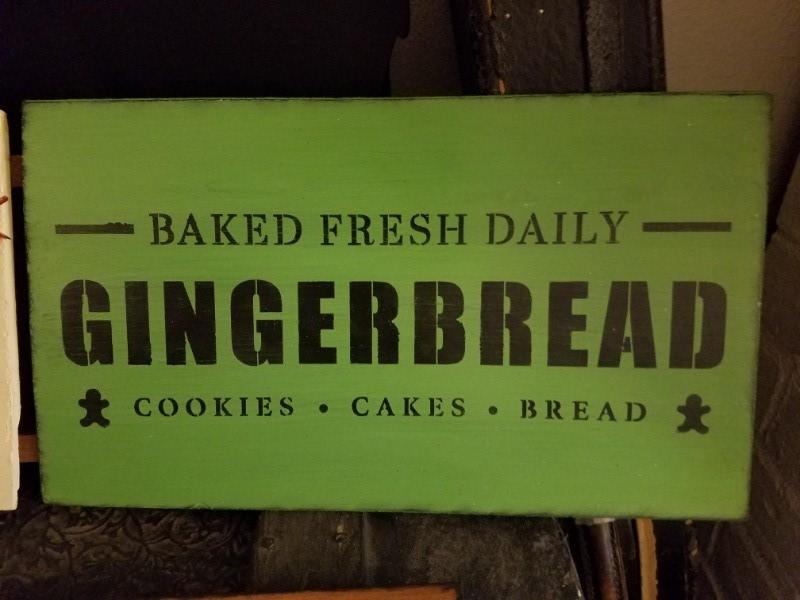 BAKED FRESH DAILY
GINGERBREAD
COOKIES • CAKES • BREAD